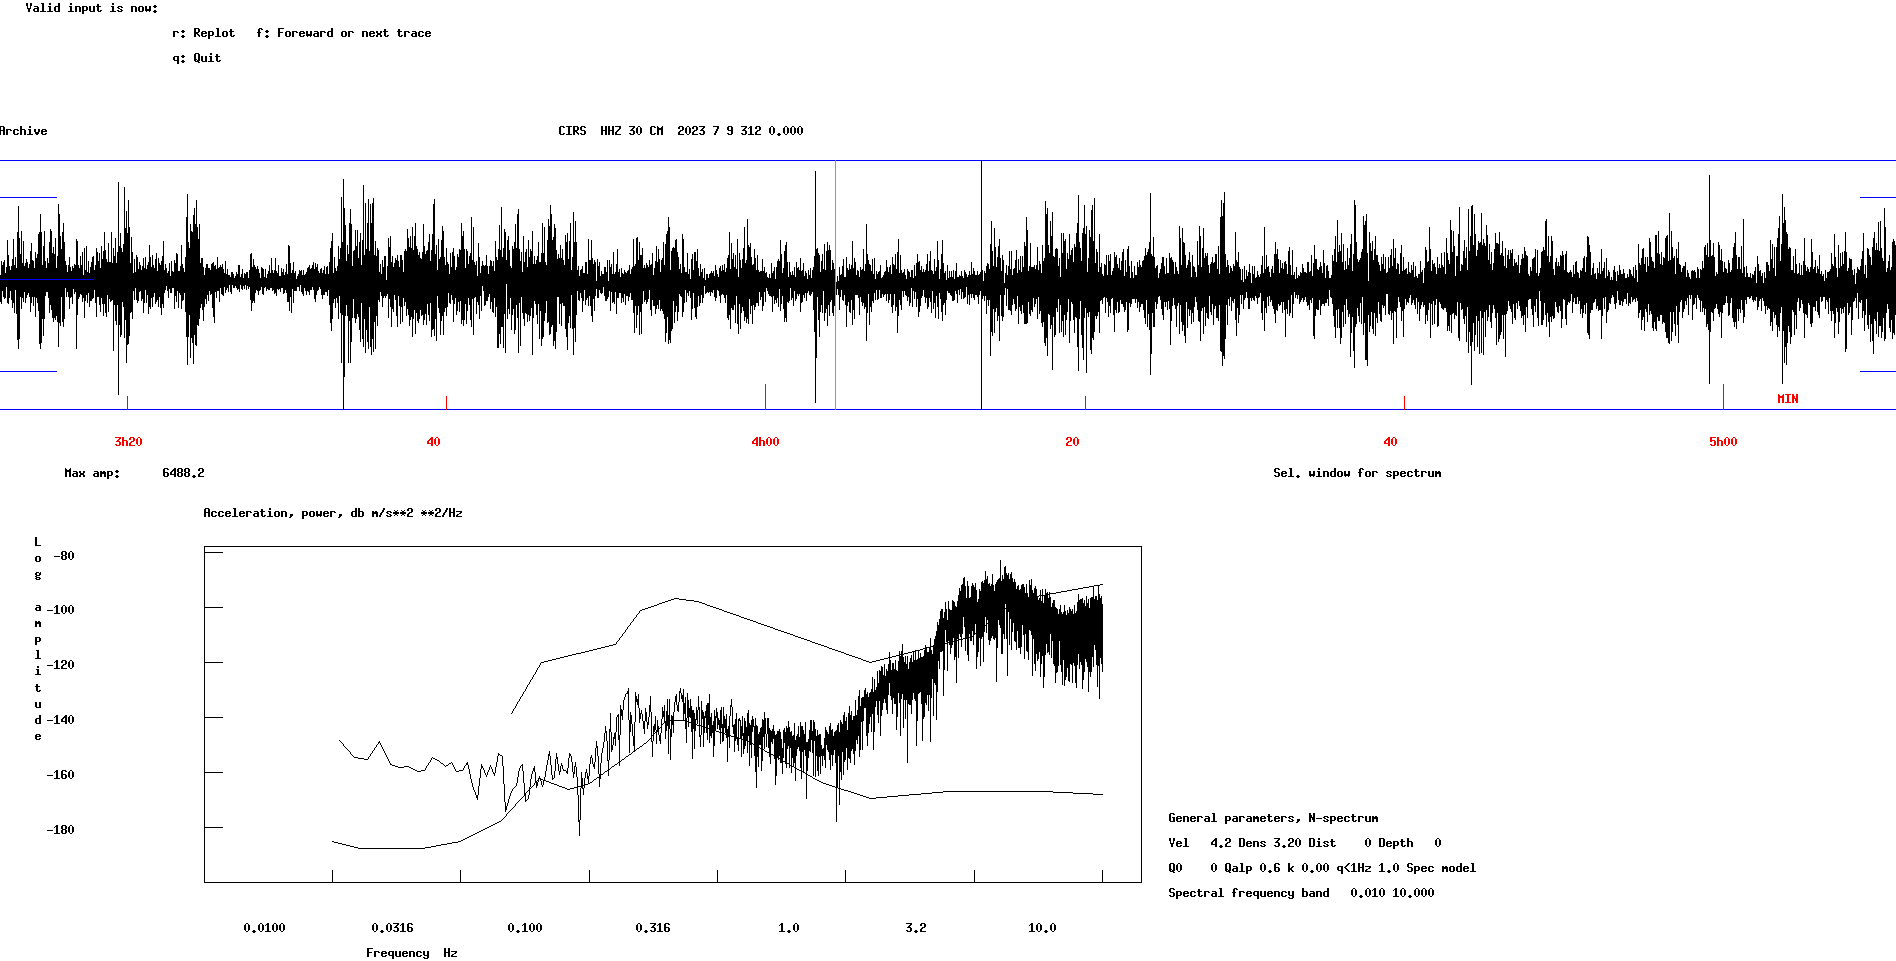 Valid input is now:
r: Replot   f: Foreward or next trace
q: Quit
Archive
CIRS  HHZ 30 CM  2023 7 9 312 0.000
MIN
3h20 40 4h00 20 40 5h00
Max amp:      6488.2
Sel. window for spectrum
Acceleration, power, db m/s**2 **2/Hz
Log amplitude
-80
-100
-120
-140
-160
-180
General parameters, N-spectrum
Vel   4.2 Dens 3.20 Dist    0 Depth   0
Q0    0 Qalp 0.6 k 0.00 q<1Hz 1.0 Spec model
Spectral frequency band   0.010 10.000
0.0100 0.0316 0.100 0.316 1.0 3.2 10.0
Frequency  Hz